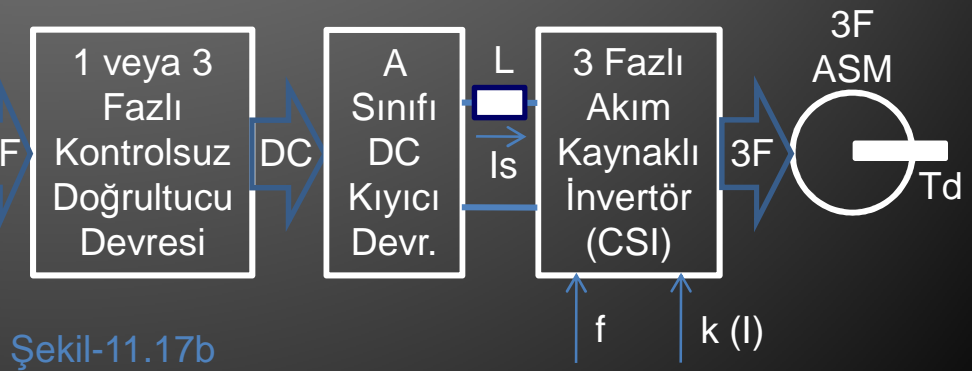 F
1 veya 3
Fazlı
Kontrolsuz
Doğrultucu
Devresi
DC
A
Sınıfı
DC
Kıyıcı
Devr.
L
Is
3 Fazlı
Akım
Kaynaklı
İnvertör
(CSI)
3F
3F
ASM
Td
f
k (I)
Şekil-11.17b